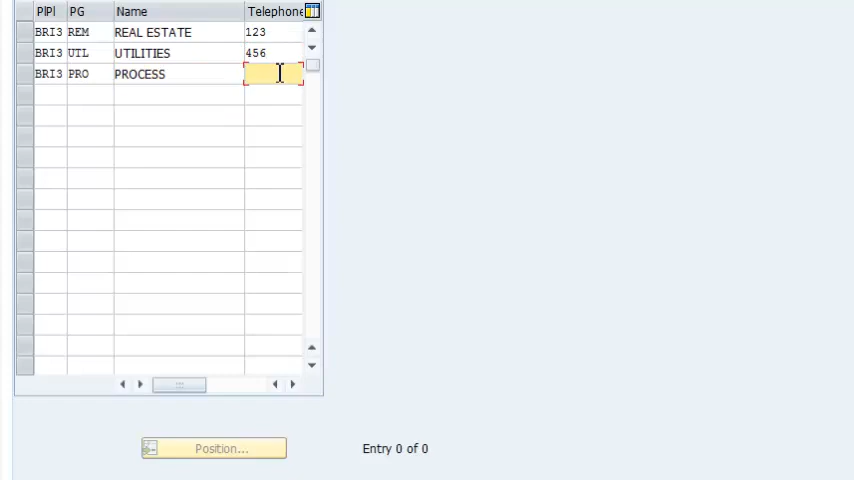 PlPl PG Name Telephone
BRI3 REM REAL ESTATE 123
BRI3 UTL UTILITIES 456
BRI3 PRO PROCESS
Position...
Entry 0 of 0